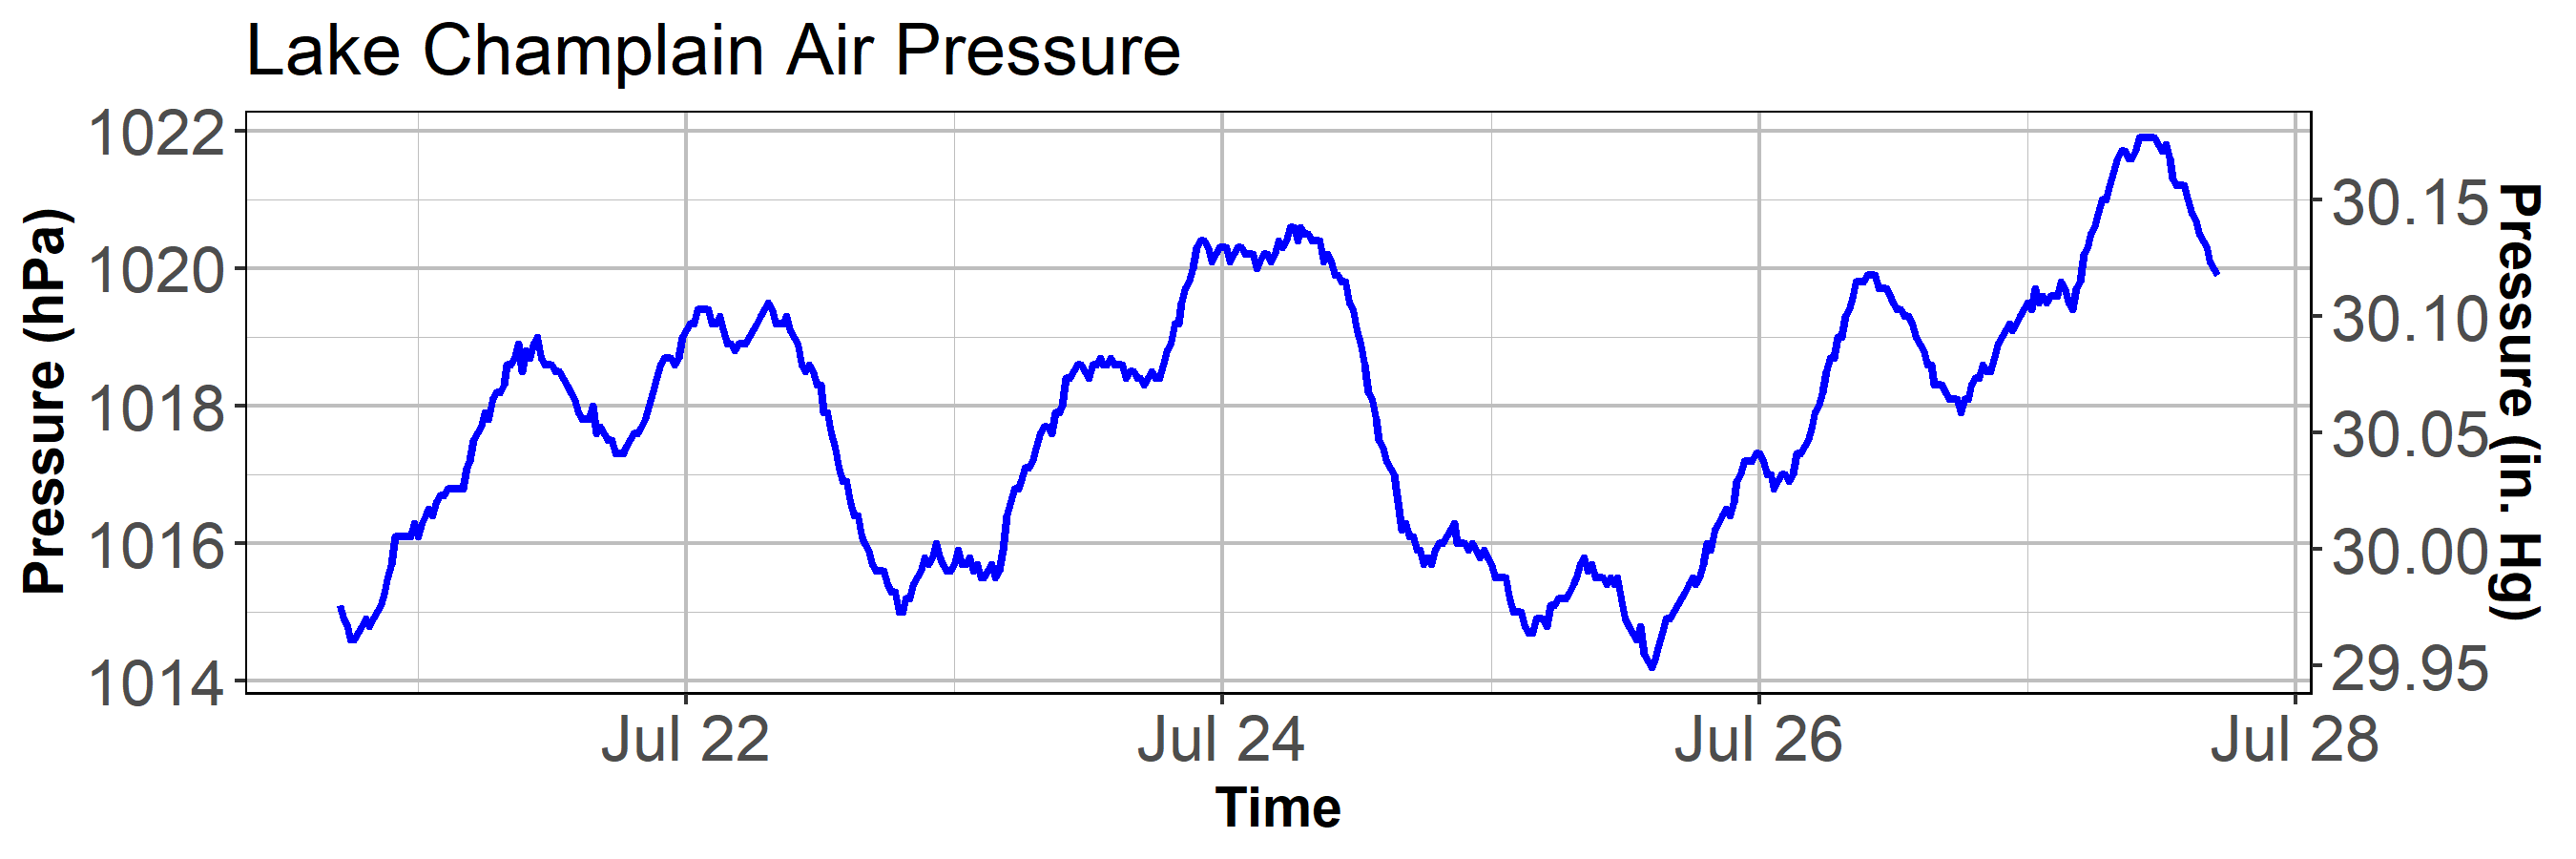 Lake Champlain Air Pressure
Pressure (hPa)
1022
1020
1018
1016
1014
30.15
30.10
30.05
30.00
29.95
Pressure (in. Hg)
Jul 22 Jul 24 Jul 26 Jul 28
Time